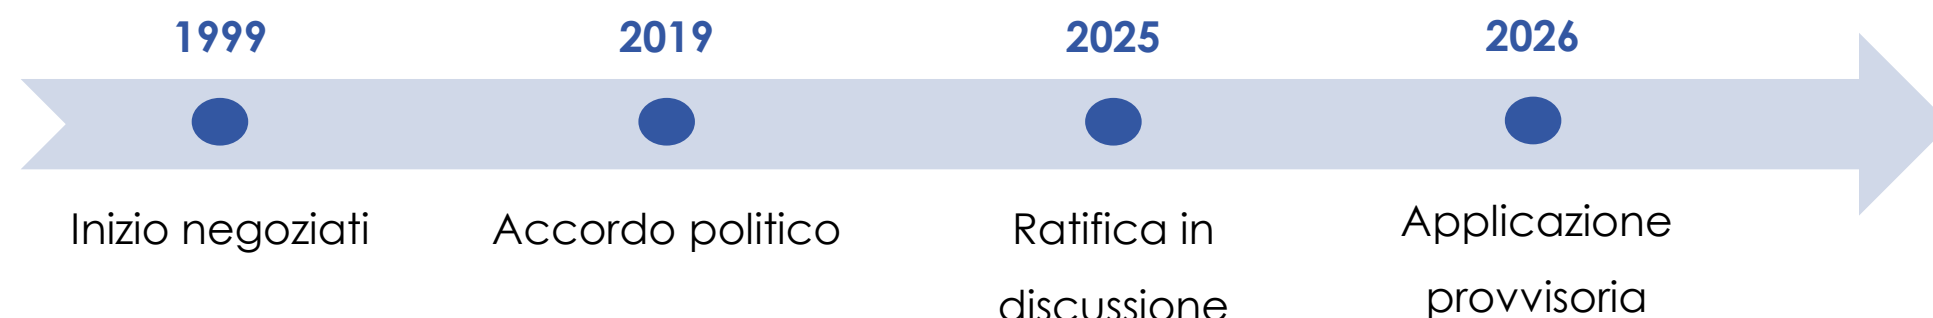 1999
2019
2025
2026
Inizio negoziati
Accordo politico
Ratifica in
discussione
Applicazione
provvisoria